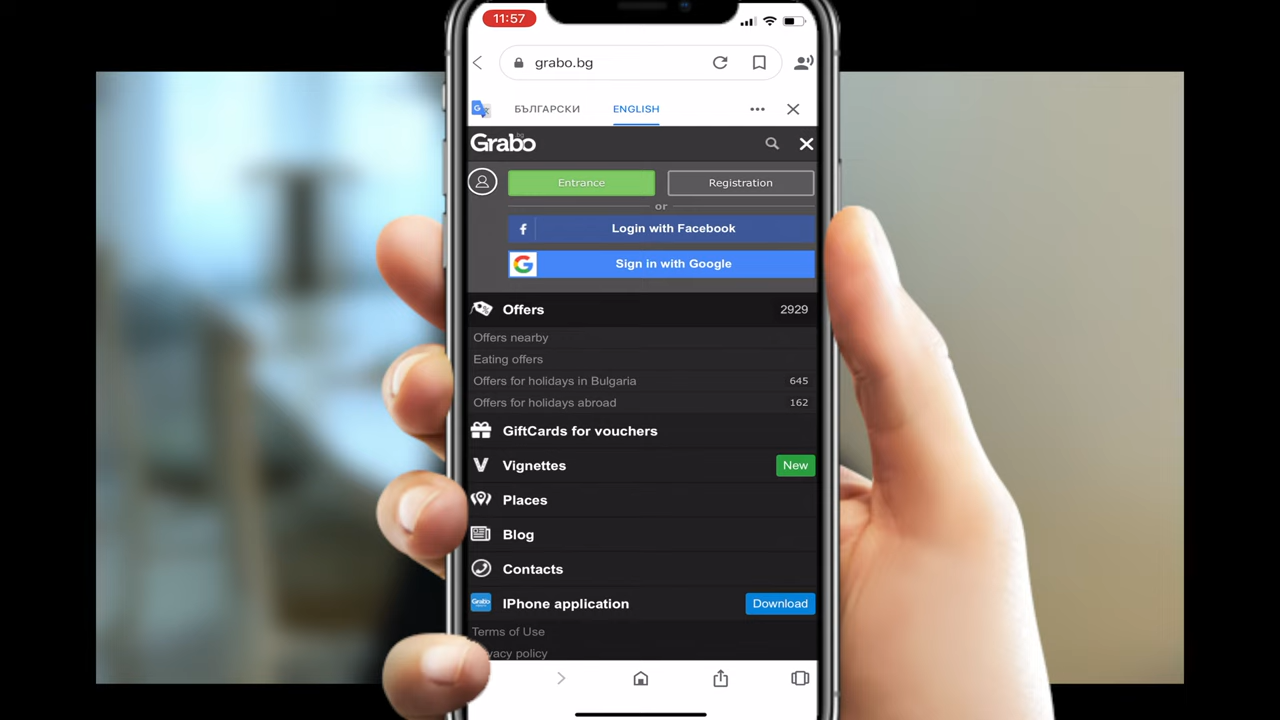 11:57
grabo.bg
БЪЛГАРСКИ ENGLISH
Grabo.bg
Entrance Registration
or
Login with Facebook
Sign in with Google
Offers 2929
Offers nearby
Eating offers
Offers for holidays in Bulgaria 645
Offers for holidays abroad 162
GiftCards for vouchers
Vignettes New
Places
Blog
Contacts
Grabo IPhone application Download
Terms of Use
policy